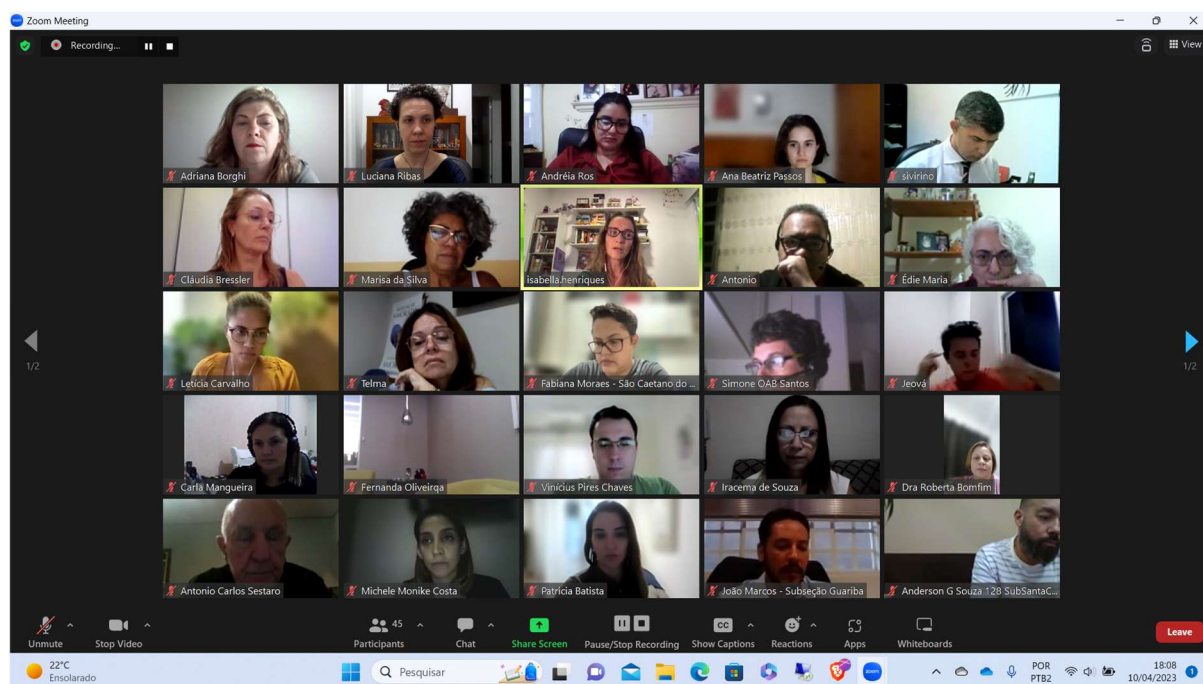 Zoom Meeting
Recording...
View
Adriana Borghi
Luciana Ribas
Andréia Ros
Ana Beatriz Passos
sivirino
Cláudia Bressler
Marisa da Silva
isabella.henriques
Antonio
Édie Maria
Letícia Carvalho
Telma
Fabiana Moraes - São Caetano do ...
Simone OAB Santos
Jeová
1/2
1/2
Carla Mangueira
Fernanda Oliveirqa
Vinícius Pires Chaves
Iracema de Souza
Dra Roberta Bomfim
Antonio Carlos Sestaro
Michele Monike Costa
Patrícia Batista
João Marcos - Subseção Guariba
Anderson G Souza 128 SubSantaC...
Unmute
Stop Video
Participants
45
Chat
Share Screen
Pause/Stop Recording
CC
Show Captions
Reactions
Apps
Whiteboards
Leave
22°C
Ensolarado
Pesquisar
zoom
POR
PTB2
18:08
10/04/2023
1